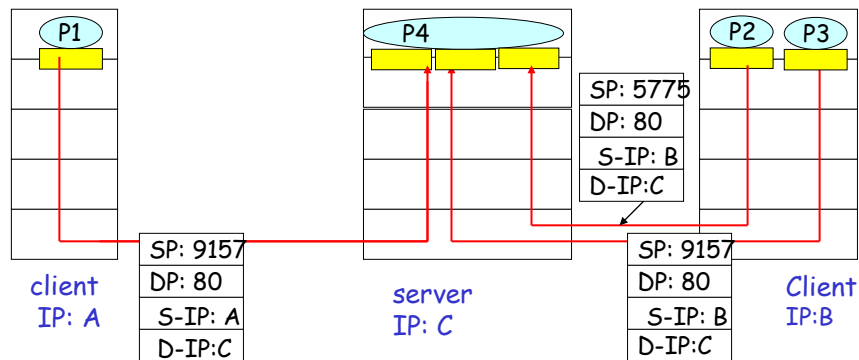 P1
P4
P2
P3
SP: 5775
DP: 80
S-IP: B
D-IP:C
SP: 9157
DP: 80
S-IP: A
D-IP:C
SP: 9157
DP: 80
S-IP: B
D-IP:C
client
IP: A
server
IP: C
Client
IP:B